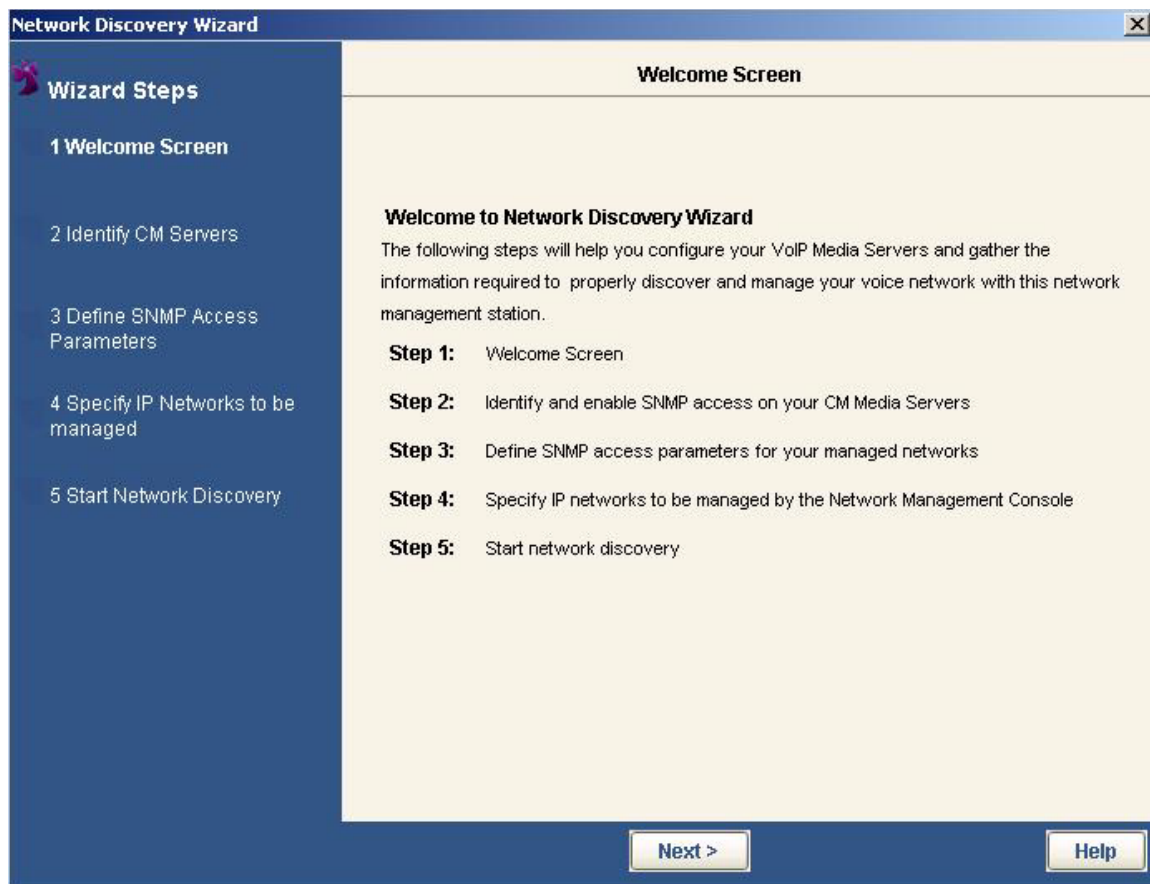 Network Discovery Wizard
Wizard Steps
1 Welcome Screen
2 Identify CM Servers
3 Define SNMP Access
Parameters
4 Specify IP Networks to be
managed
5 Start Network Discovery
Welcome Screen
Welcome to Network Discovery Wizard
The following steps will help you configure your VoIP Media Servers and gather the
information required to properly discover and manage your voice network with this network
management station.
Step 1: Welcome Screen
Step 2: Identify and enable SNMP access on your CM Media Servers
Step 3: Define SNMP access parameters for your managed networks
Step 4: Specify IP networks to be managed by the Network Management Console
Step 5: Start network discovery
Next >
Help